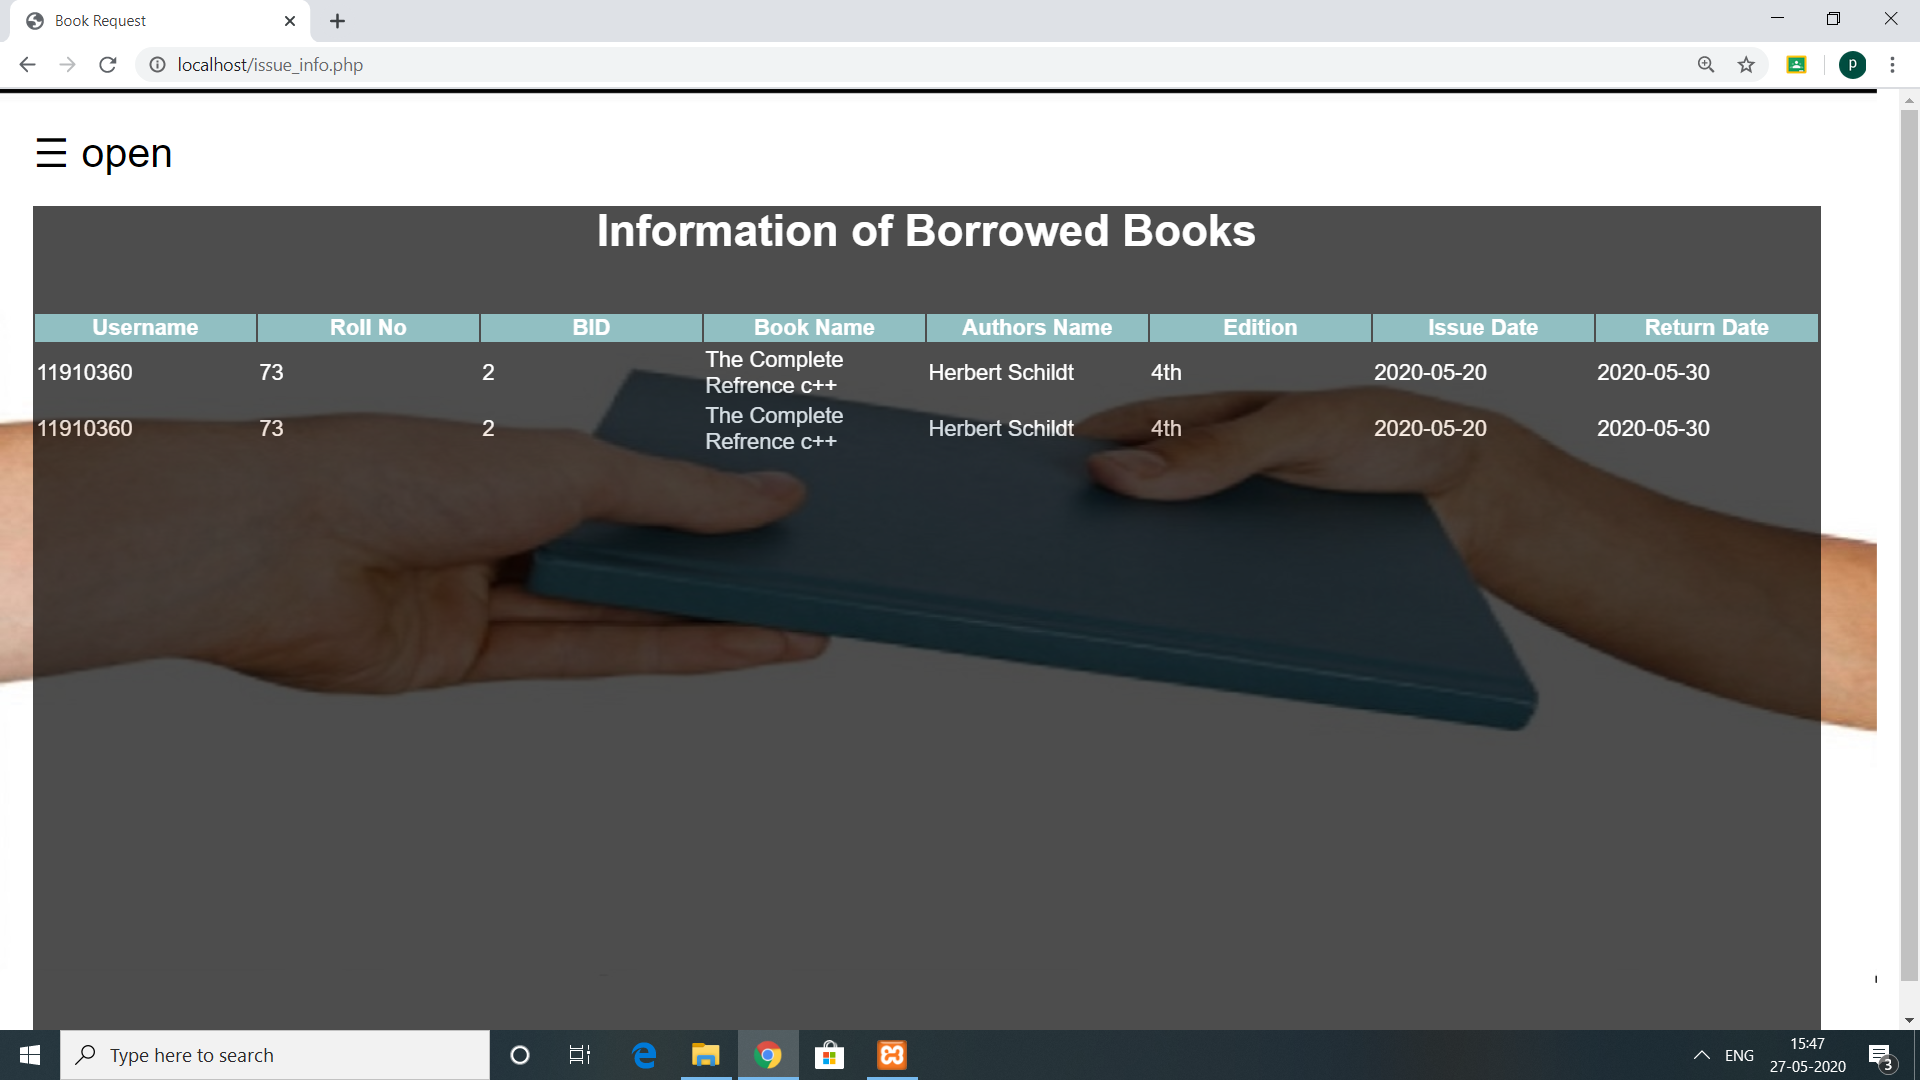 Book Request
localhost/issue_info.php
p
☰ open
Information of Borrowed Books
Username Roll No BID Book Name Authors Name Edition Issue Date Return Date
11910360 73 2 The Complete Refrence c++ Herbert Schildt 4th 2020-05-20 2020-05-30
11910360 73 2 The Complete Refrence c++ Herbert Schildt 4th 2020-05-20 2020-05-30
Type here to search
ENG
15:47
27-05-2020
3